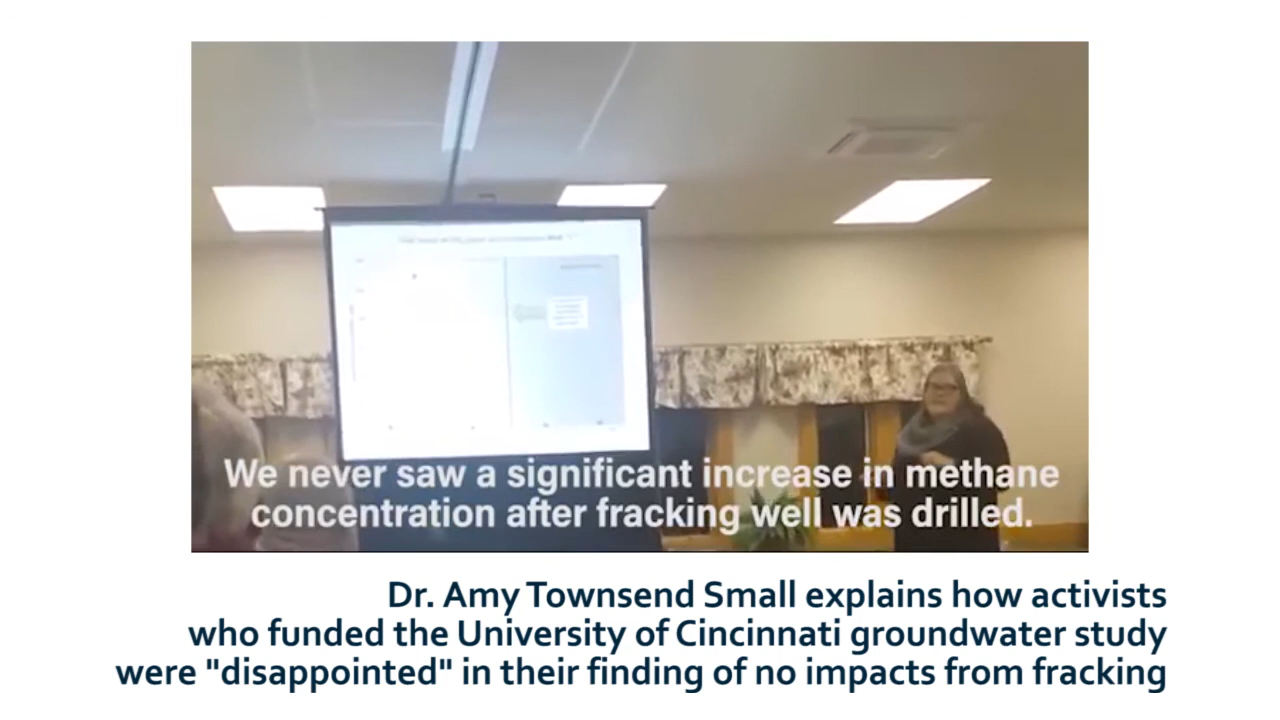 We never saw a significant increase in methane
concentration after fracking well was drilled.
Dr. Amy Townsend Small explains how activists
who funded the University of Cincinnati groundwater study
were "disappointed" in their finding of no impacts from fracking